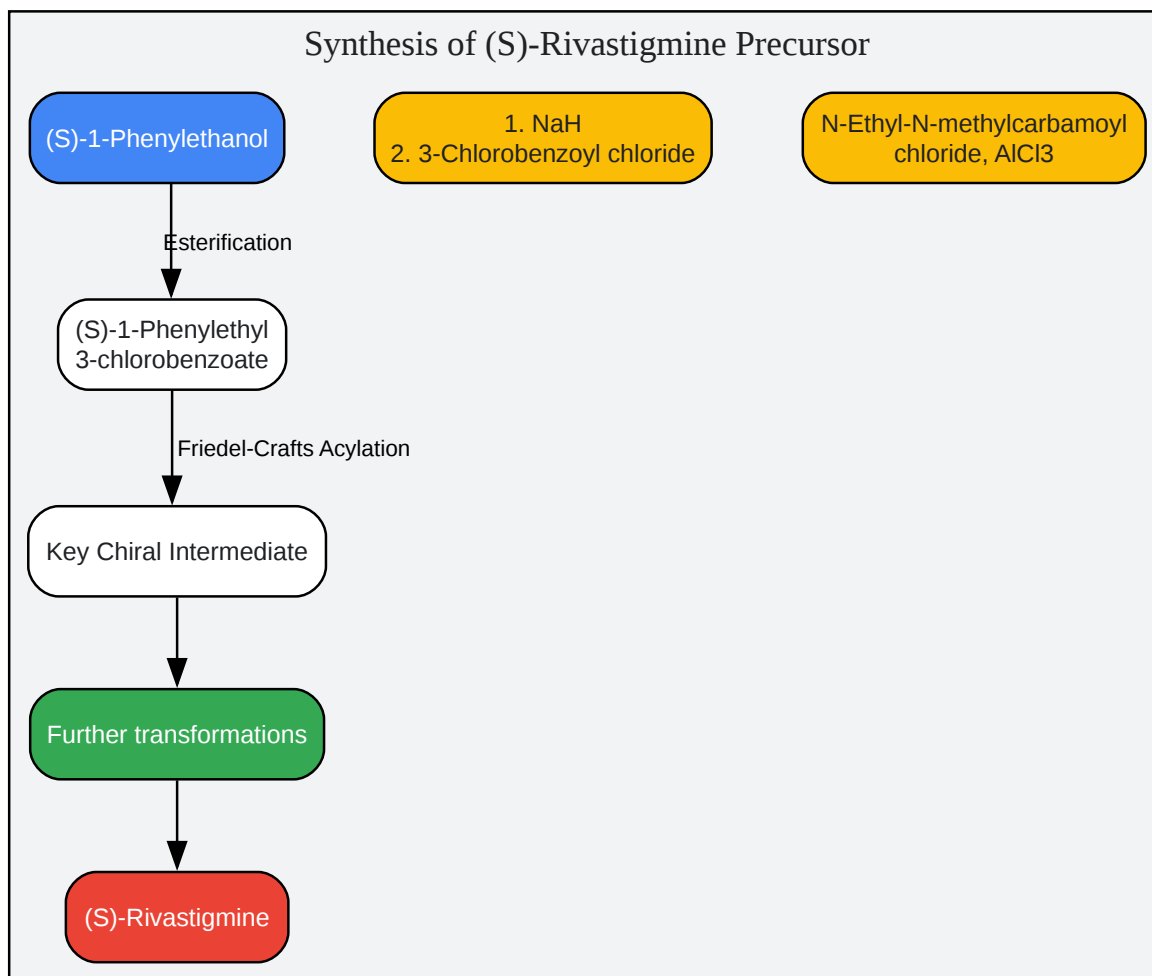 Synthesis of (S)-Rivastigmine Precursor
(S)-1-Phenylethanol
1. NaH
2. 3-Chlorobenzoyl chloride
N-Ethyl-N-methylcarbamoyl
chloride, AlCl3
Esterification
(S)-1-Phenylethyl
3-chlorobenzoate
Friedel-Crafts Acylation
Key Chiral Intermediate
Further transformations
(S)-Rivastigmine